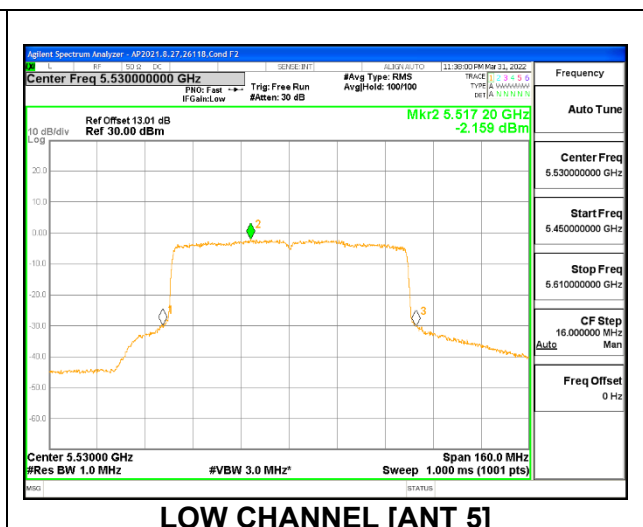 Agilent Spectrum Analyzer - AP2021.8.27,26118.Cond F2
L RF 50 Ω DC SENSE:INT ALIGN AUTO 11:38:00 PM Mar 31, 2022
Center Freq 5.530000000 GHz #Avg Type: RMS TRACE 1 2 3 4 5 6 Frequency
PNO: Fast Trig: Free Run Avg|Hold: 100/100 TYPE A WWWWW
IFGain:Low #Atten: 30 dB DET A N N N N N
Auto Tune
Mkr2 5.517 20 GHz
Ref Offset 13.01 dB
10 dB/div Ref 30.00 dBm -2.159 dBm
Log
Center Freq
5.530000000 GHz
20.0
10.0
Start Freq
5.450000000 GHz
2
0.00
-10.0
Stop Freq
5.610000000 GHz
-20.0
3
-30.0
CF Step
16.000000 MHz
Auto Man
-40.0
-50.0
Freq Offset
0 Hz
-60.0
Center 5.53000 GHz Span 160.0 MHz
#Res BW 1.0 MHz #VBW 3.0 MHz* Sweep 1.000 ms (1001 pts)
MSG STATUS
LOW CHANNEL [ANT 5]